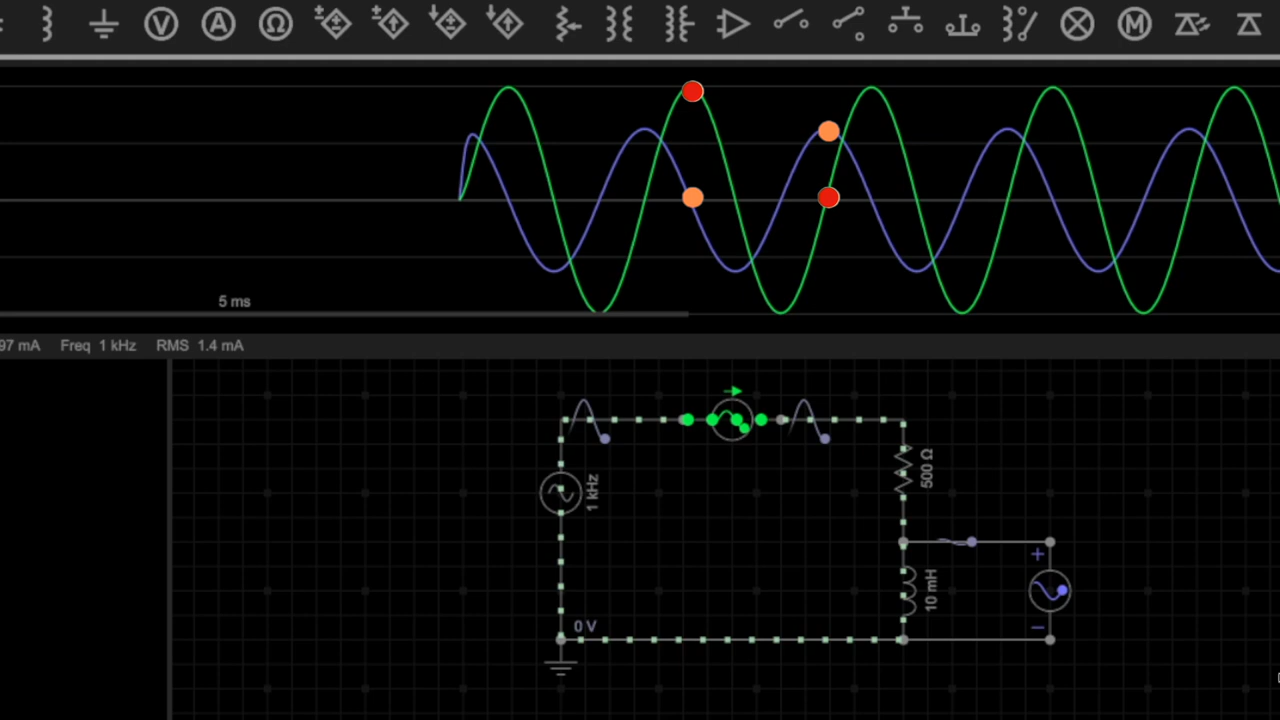 V A Ω M
5 ms
97 mA Freq 1 kHz RMS 1.4 mA
500 Ω
1 kHz
+
10 mH
0 V
−